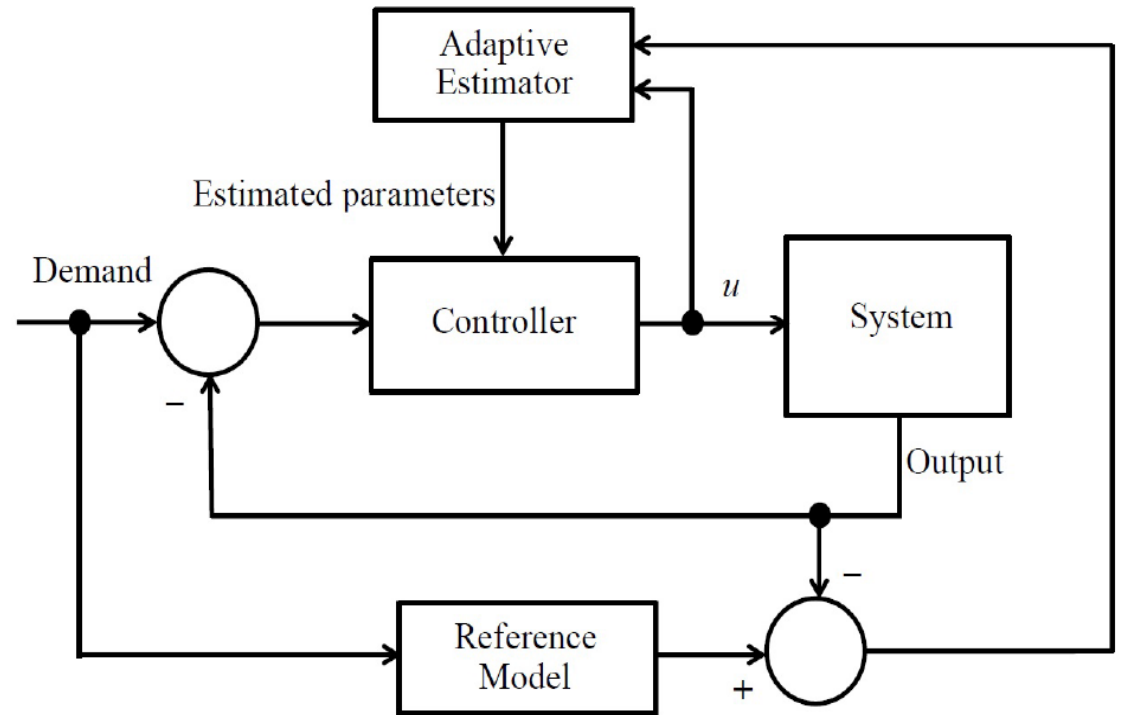 Adaptive
Estimator
Estimated parameters
Demand
Controller
u
System
−
Output
−
Reference
Model
+